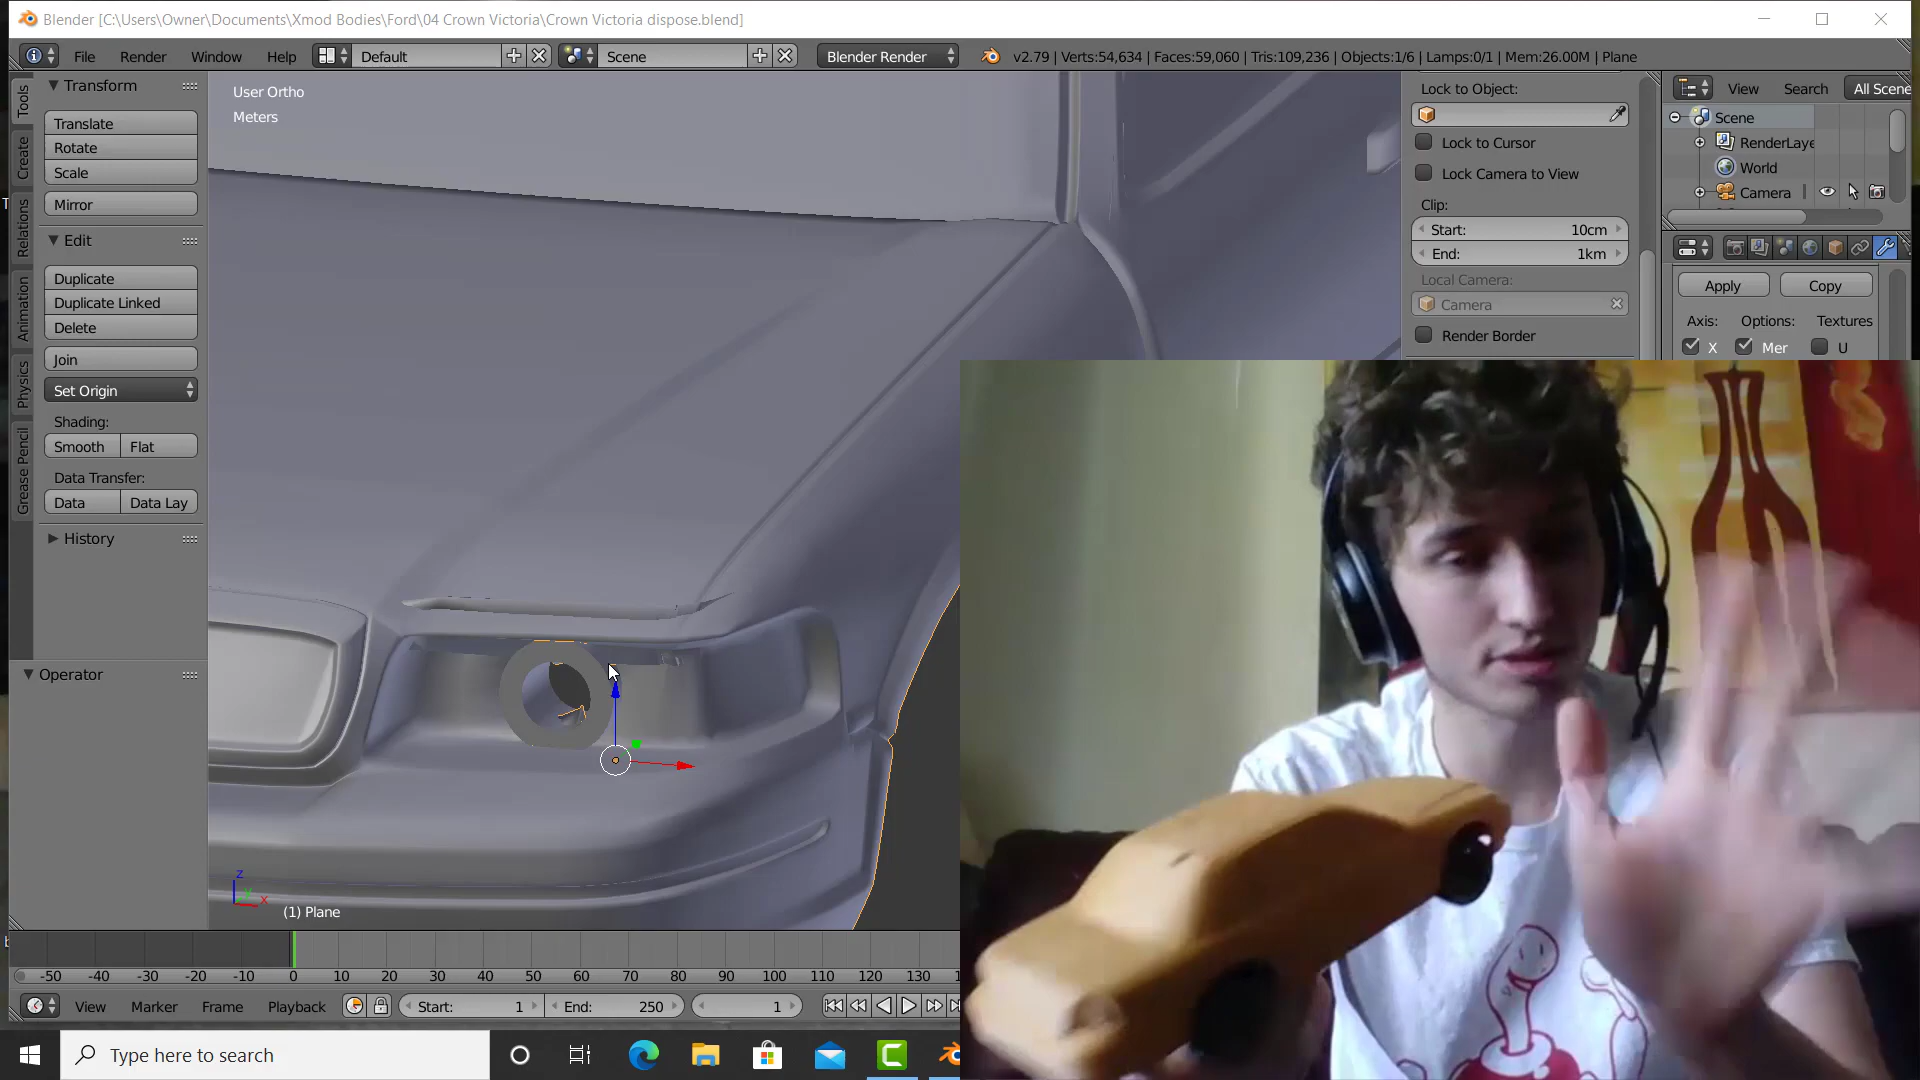 Blender [C:\Users\Owner\Documents\Xmod Bodies\Ford\04 Crown Victoria\Crown Victoria dispose.blend]
File Render Window Help Default Scene Blender Render v2.79 | Verts:54,634 | Faces:59,060 | Tris:109,236 | Objects:1/6 | Lamps:0/1 | Mem:26.00M | Plane
Tools
Create
Relations
Animation
Physics
Grease Pencil
Transform
Translate
Rotate
Scale
Mirror
Edit
Duplicate
Duplicate Linked
Delete
Join
Set Origin
Shading:
Smooth Flat
Data Transfer:
Data Data Lay
History
Operator
User Ortho
Meters
z
y
x
(1) Plane
Lock to Object:
Lock to Cursor
Lock Camera to View
Clip:
Start: 10cm
End: 1km
Local Camera:
Camera
Render Border
View Search All Scene
Scene
RenderLaye
World
Camera
Apply Copy
Axis: Options: Textures
X Mer U
-50 -40 -30 -20 -10 0 10 20 30 40 50 60 70 80 90 100 110 120 130
View Marker Frame Playback Start: 1 End: 250 1
Type here to search